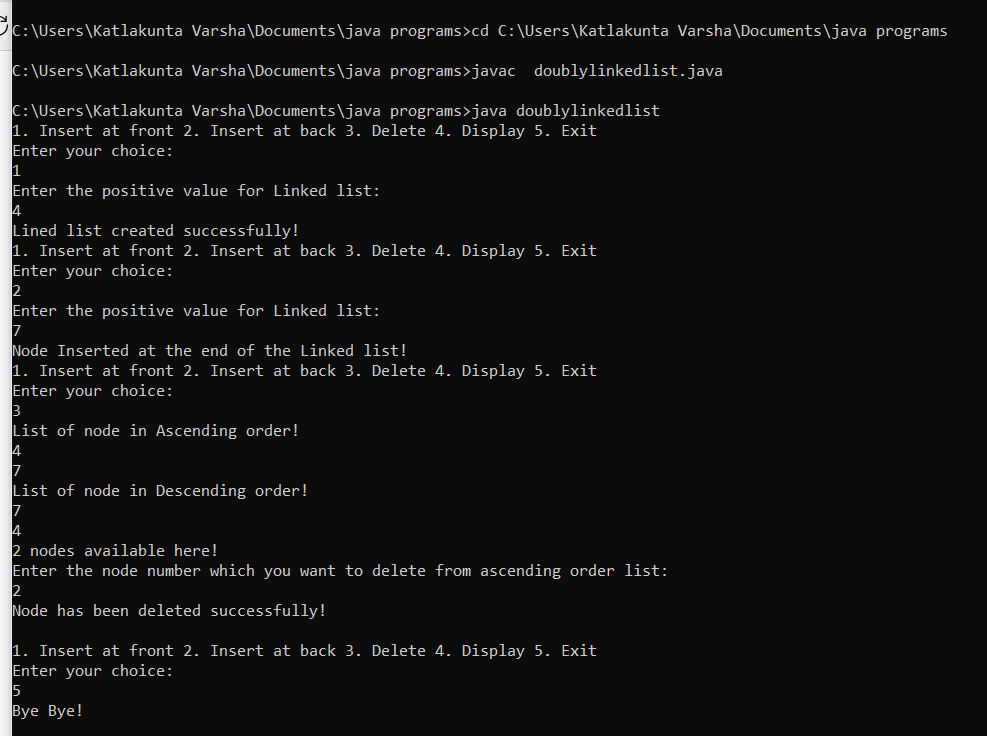 C:\Users\Katlakunta Varsha\Documents\java programs>cd C:\Users\Katlakunta Varsha\Documents\java programs
C:\Users\Katlakunta Varsha\Documents\java programs>javac  doublylinkedlist.java
C:\Users\Katlakunta Varsha\Documents\java programs>java doublylinkedlist
1. Insert at front 2. Insert at back 3. Delete 4. Display 5. Exit
Enter your choice:
1
Enter the positive value for Linked list:
4
Lined list created successfully!
1. Insert at front 2. Insert at back 3. Delete 4. Display 5. Exit
Enter your choice:
2
Enter the positive value for Linked list:
7
Node Inserted at the end of the Linked list!
1. Insert at front 2. Insert at back 3. Delete 4. Display 5. Exit
Enter your choice:
3
List of node in Ascending order!
4
7
List of node in Descending order!
7
4
2 nodes available here!
Enter the node number which you want to delete from ascending order list:
2
Node has been deleted successfully!
1. Insert at front 2. Insert at back 3. Delete 4. Display 5. Exit
Enter your choice:
5
Bye Bye!